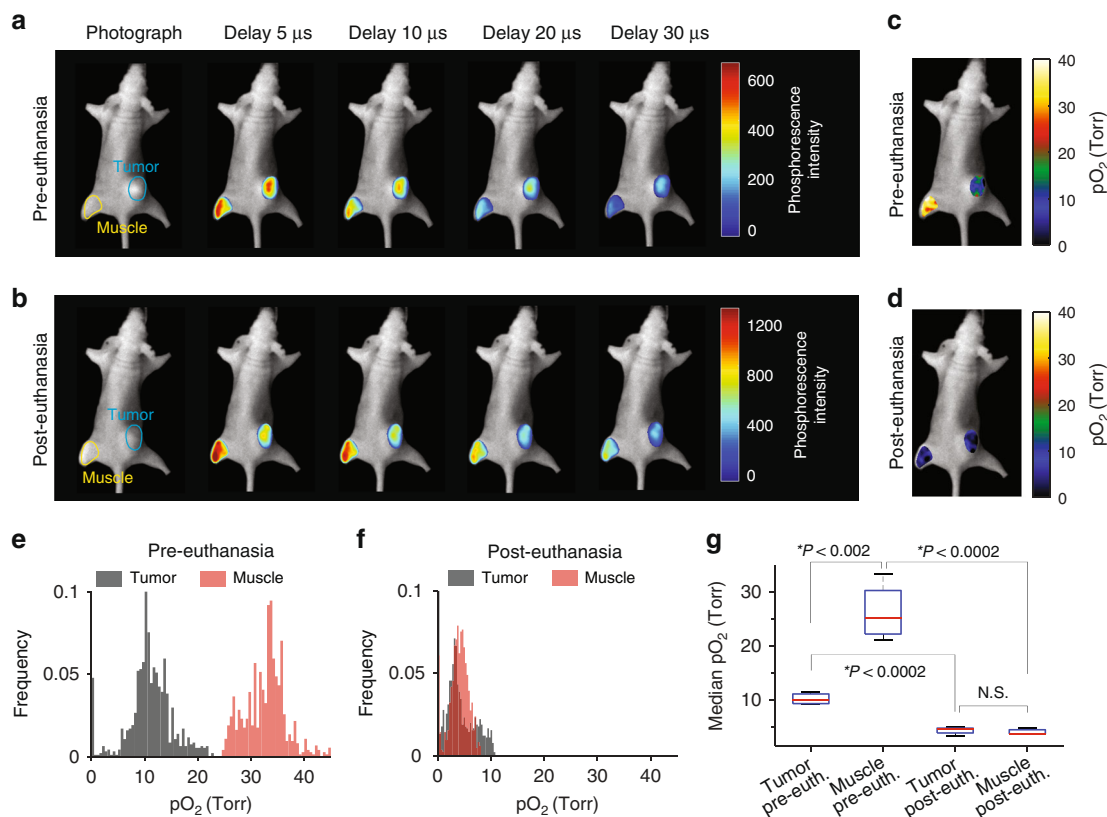 a
Photograph
Delay 5 μs
Delay 10 μs
Delay 20 μs
Delay 30 μs
Pre-euthanasia
Tumor
Muscle
600
400
200
0
Phosphorescence
intensity
c
Pre-euthanasia
40
30
20
10
0
pO₂ (Torr)
b
Post-euthanasia
Tumor
Muscle
1200
800
400
0
Phosphorescence
intensity
d
Post-euthanasia
40
30
20
10
0
pO₂ (Torr)
e
Pre-euthanasia
Tumor
Muscle
0.1
0.05
0
Frequency
0
20
40
10
30
pO₂ (Torr)
f
Post-euthanasia
Tumor
Muscle
0.1
0.05
0
Frequency
0
10
20
30
40
pO₂ (Torr)
g
*P < 0.002
*P < 0.0002
*P < 0.0002
N.S.
30
20
10
Median pO₂ (Torr)
Tumor
pre-euth.
Muscle
pre-euth.
Tumor
post-euth.
Muscle
post-euth.